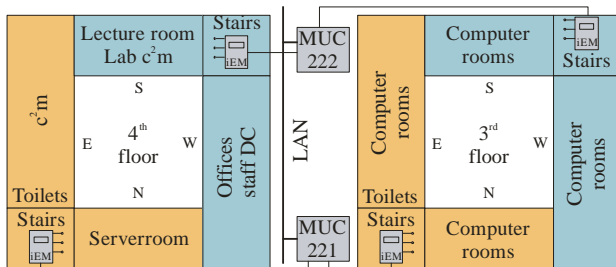 Lecture room
Lab c²m
Stairs
iEM
c²m
S
E
4th
floor
W
N
Offices
staff DC
Toilets
Stairs
iEM
Serverroom
LAN
MUC
222
MUC
221
Computer
rooms
Stairs
iEM
Computer
rooms
S
E
3rd
floor
W
N
Computer
rooms
Toilets
Stairs
iEM
Computer
rooms